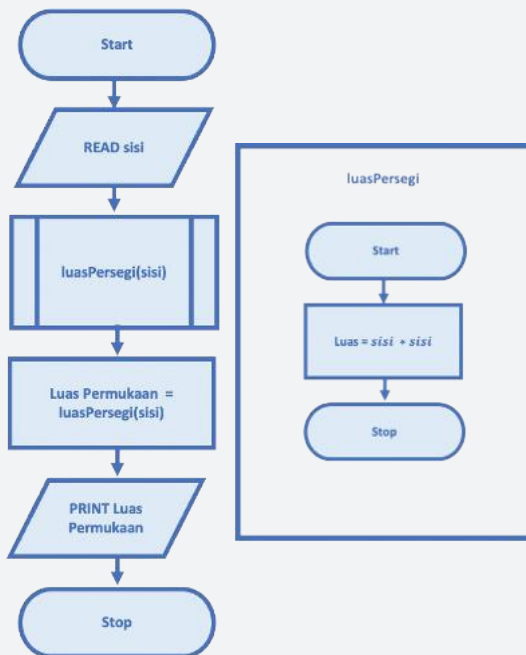 Start
READ sisi
luasPersegi(sisi)
Luas Permukaan =
luasPersegi(sisi)
PRINT Luas
Permukaan
Stop
luasPersegi
Start
Luas = sisi * sisi
Stop